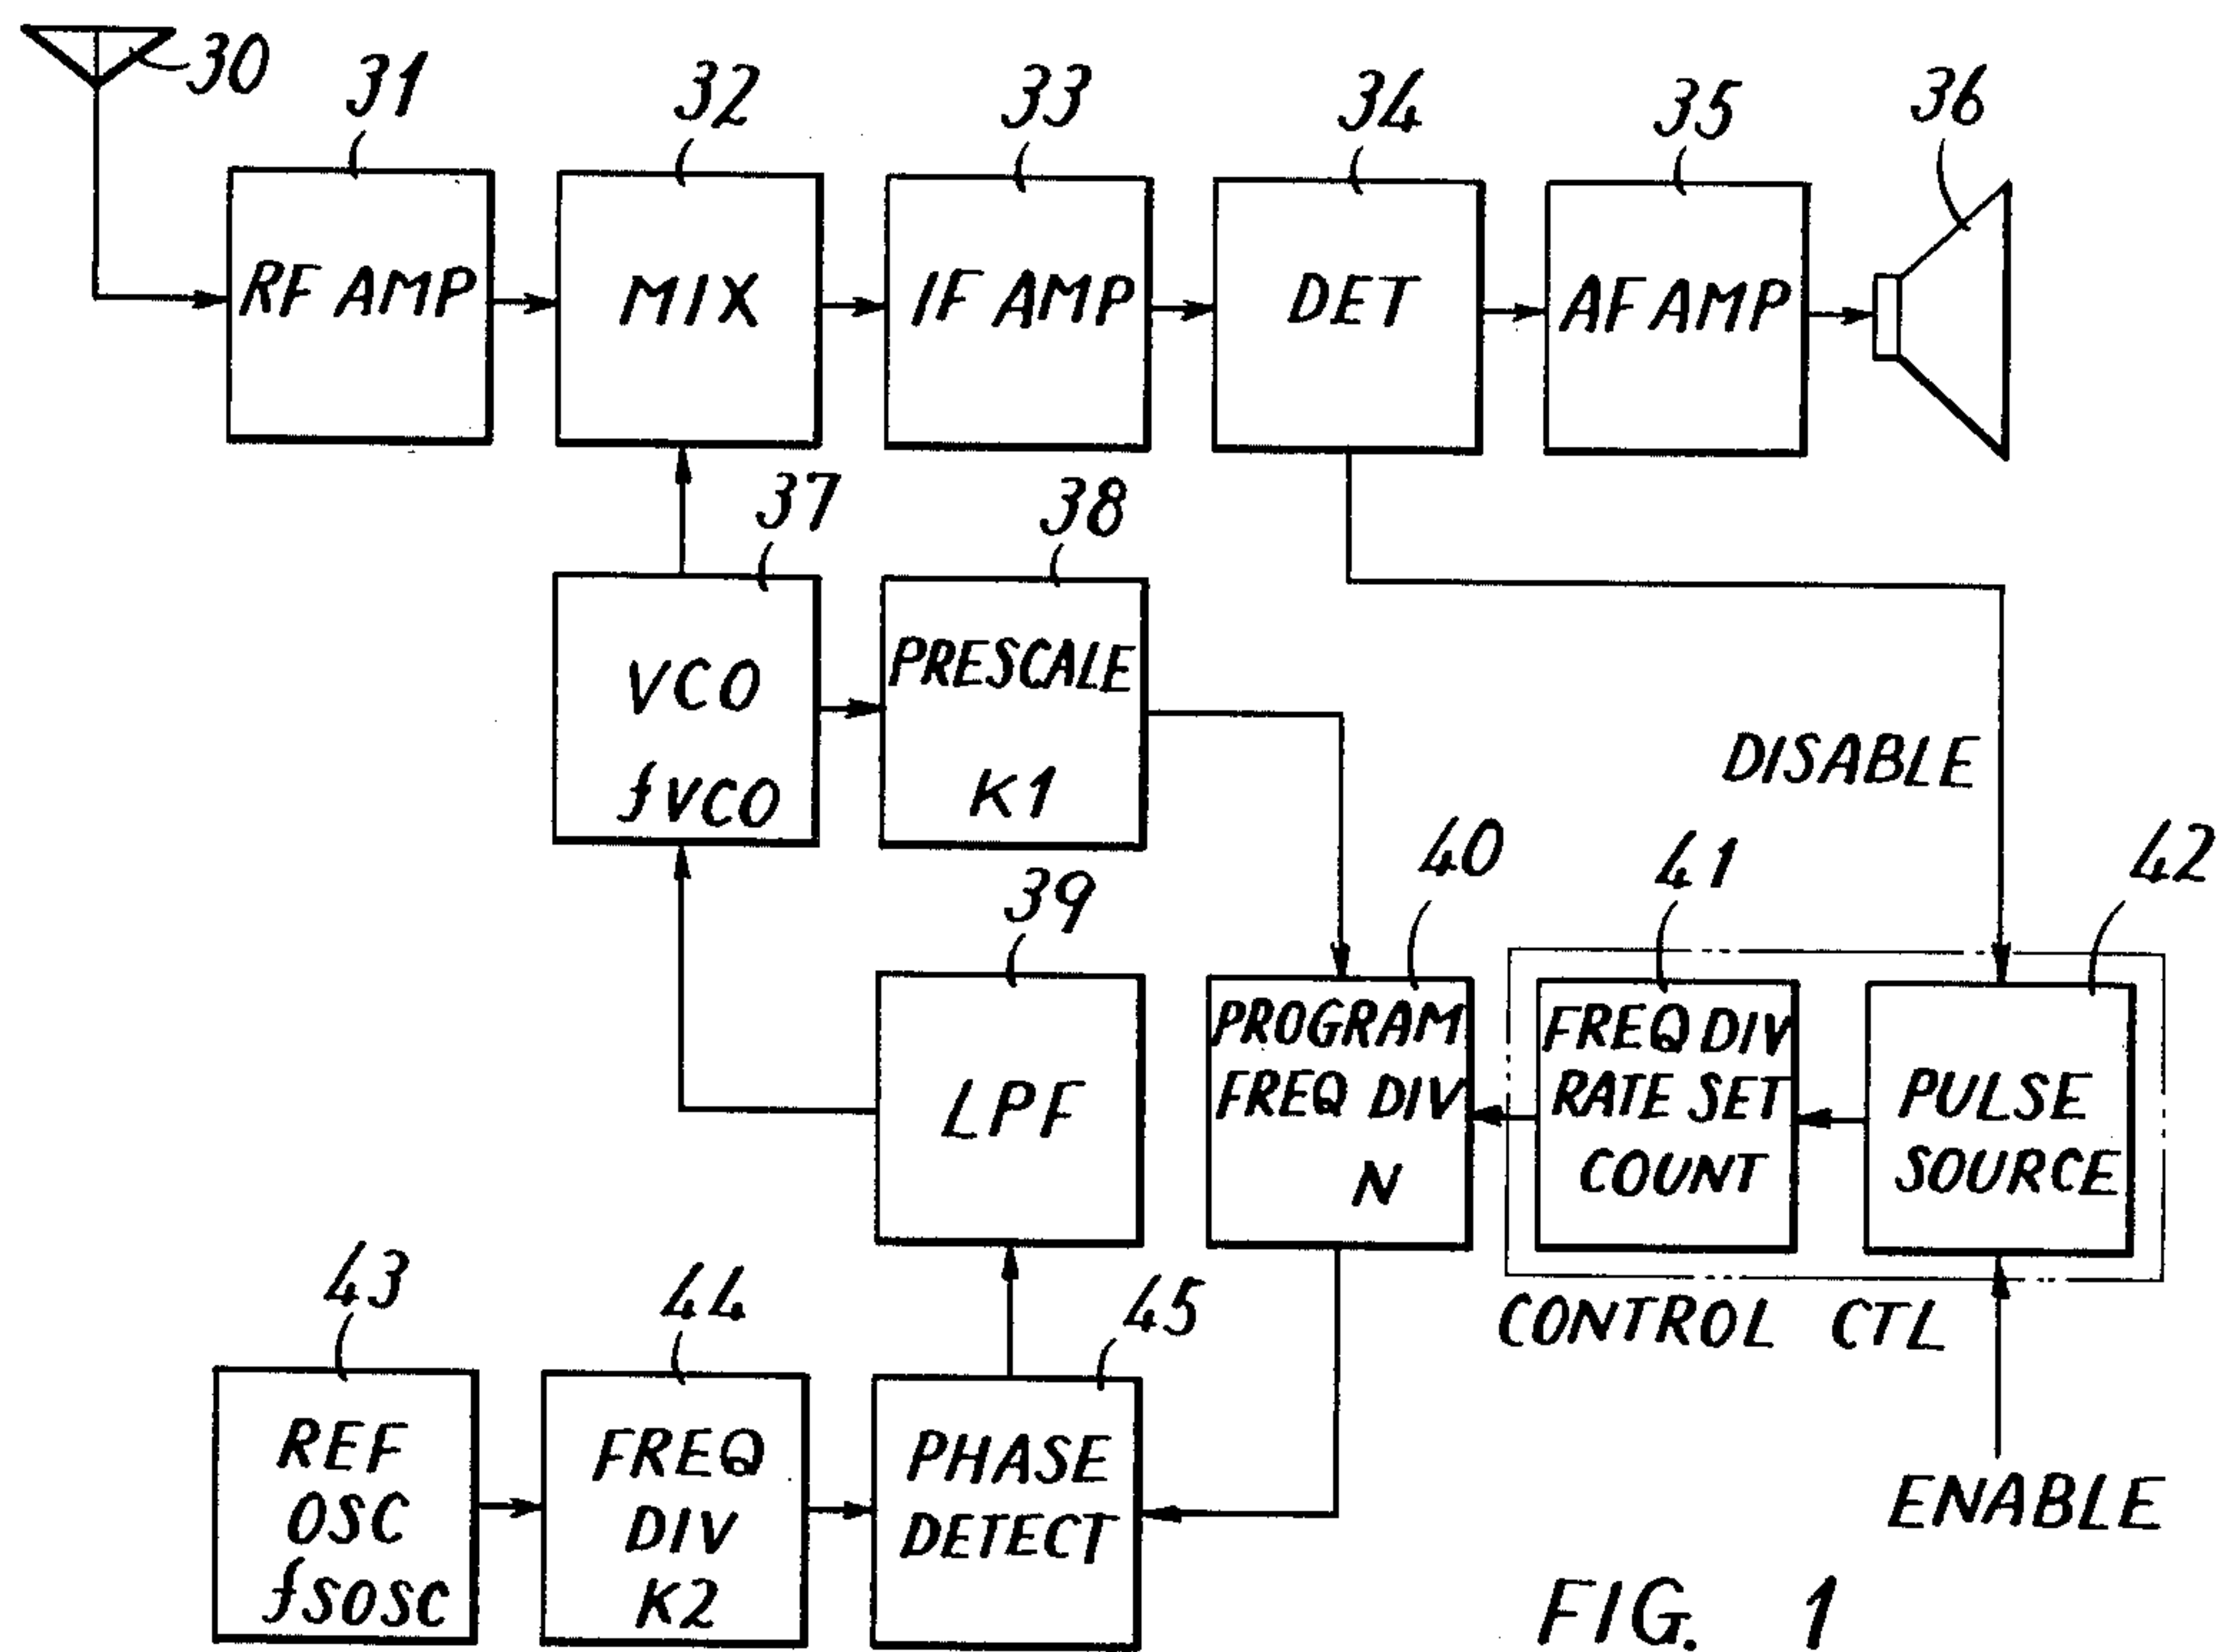 30
31
32
33
34
35
36
RF AMP
MIX
IF AMP
DET
AF AMP
37
38
VCO
fVCO
PRESCALE
K1
DISABLE
39
40
41
42
LPF
PROGRAM
FREQ DIV
N
FREQ DIV
RATE SET
COUNT
PULSE
SOURCE
CONTROL CTL
ENABLE
43
44
45
REF
OSC
fSOSC
FREQ
DIV
K2
PHASE
DETECT
FIG. 1